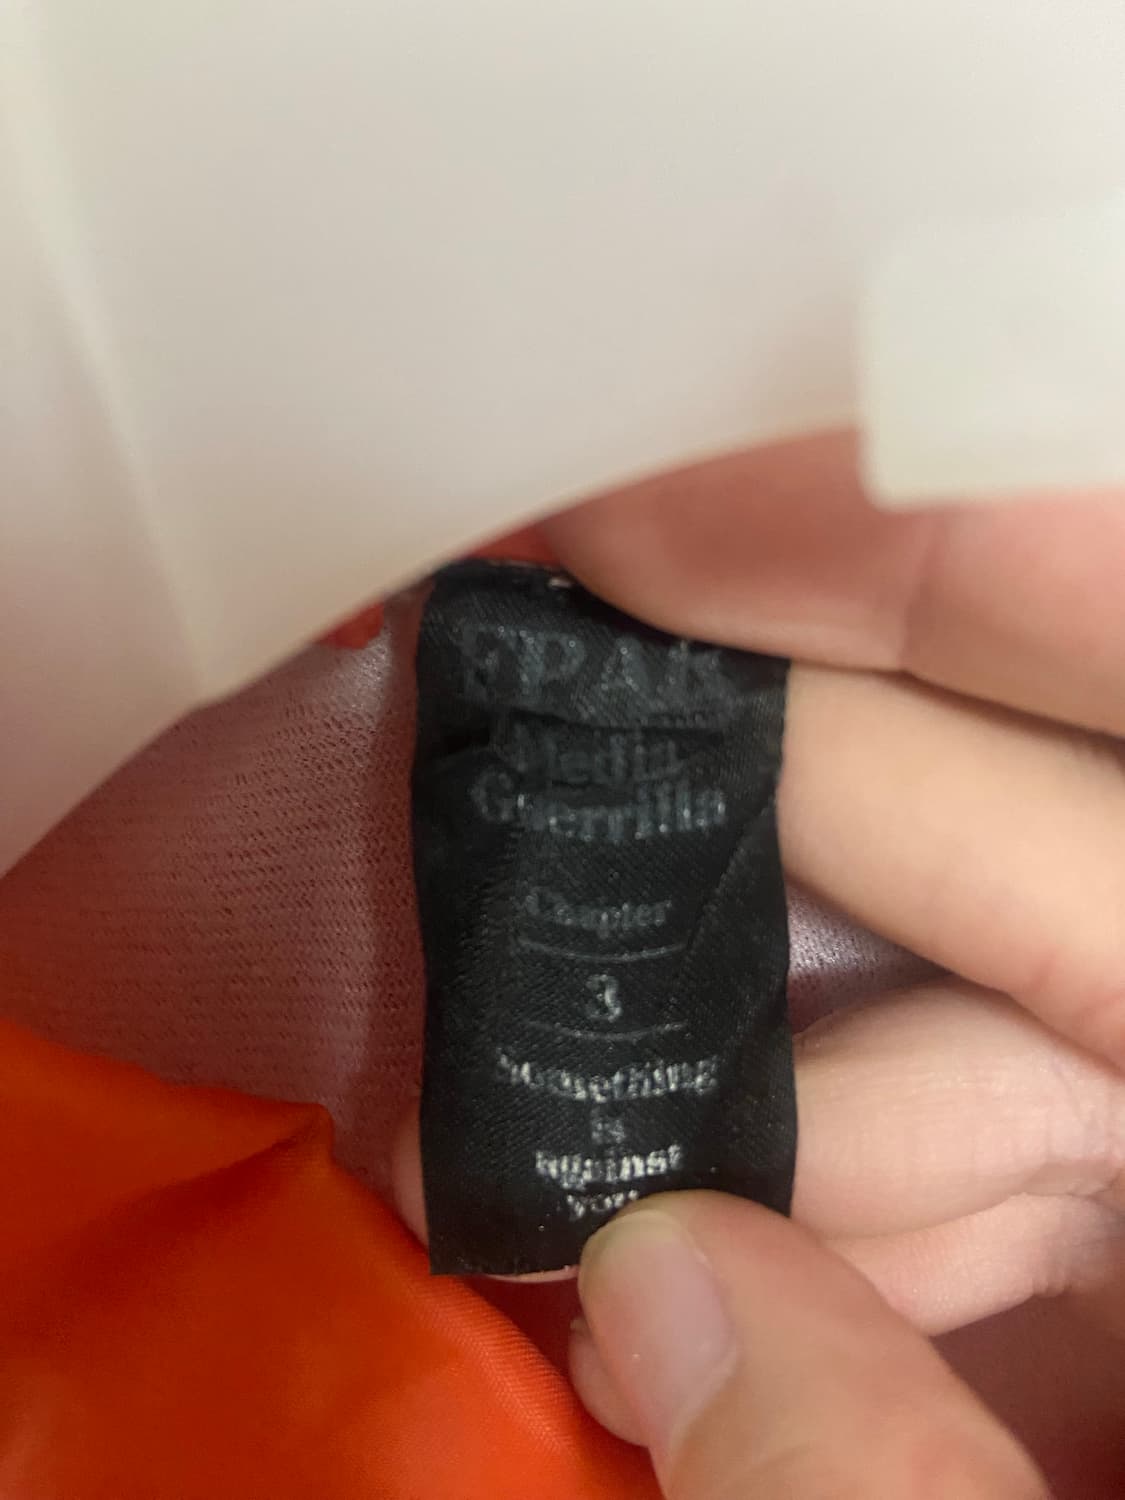 FPAR
Media
Guerrilla
Chapter
3
Something
is
against
you